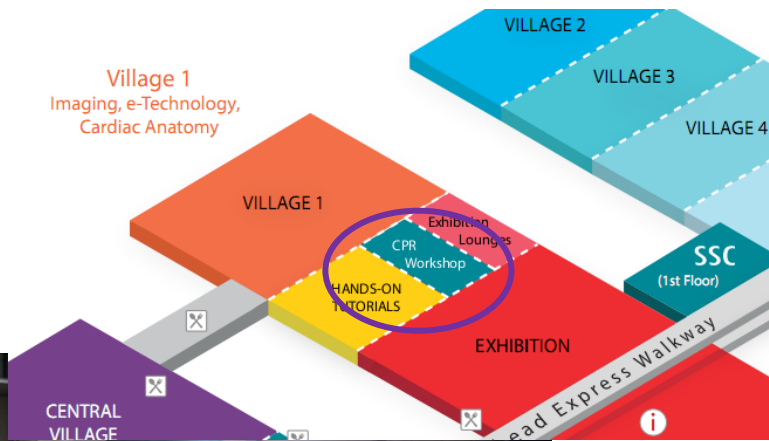 VILLAGE 2
Village 1
Imaging, e-Technology,
Cardiac Anatomy
VILLAGE 3
VILLAGE 4
VILLAGE 1
Exhibition
Lounges
CPR
Workshop
SSC
(1st Floor)
HANDS-ON
TUTORIALS
EXHIBITION
ead Express Walkway
CENTRAL
VILLAGE
i